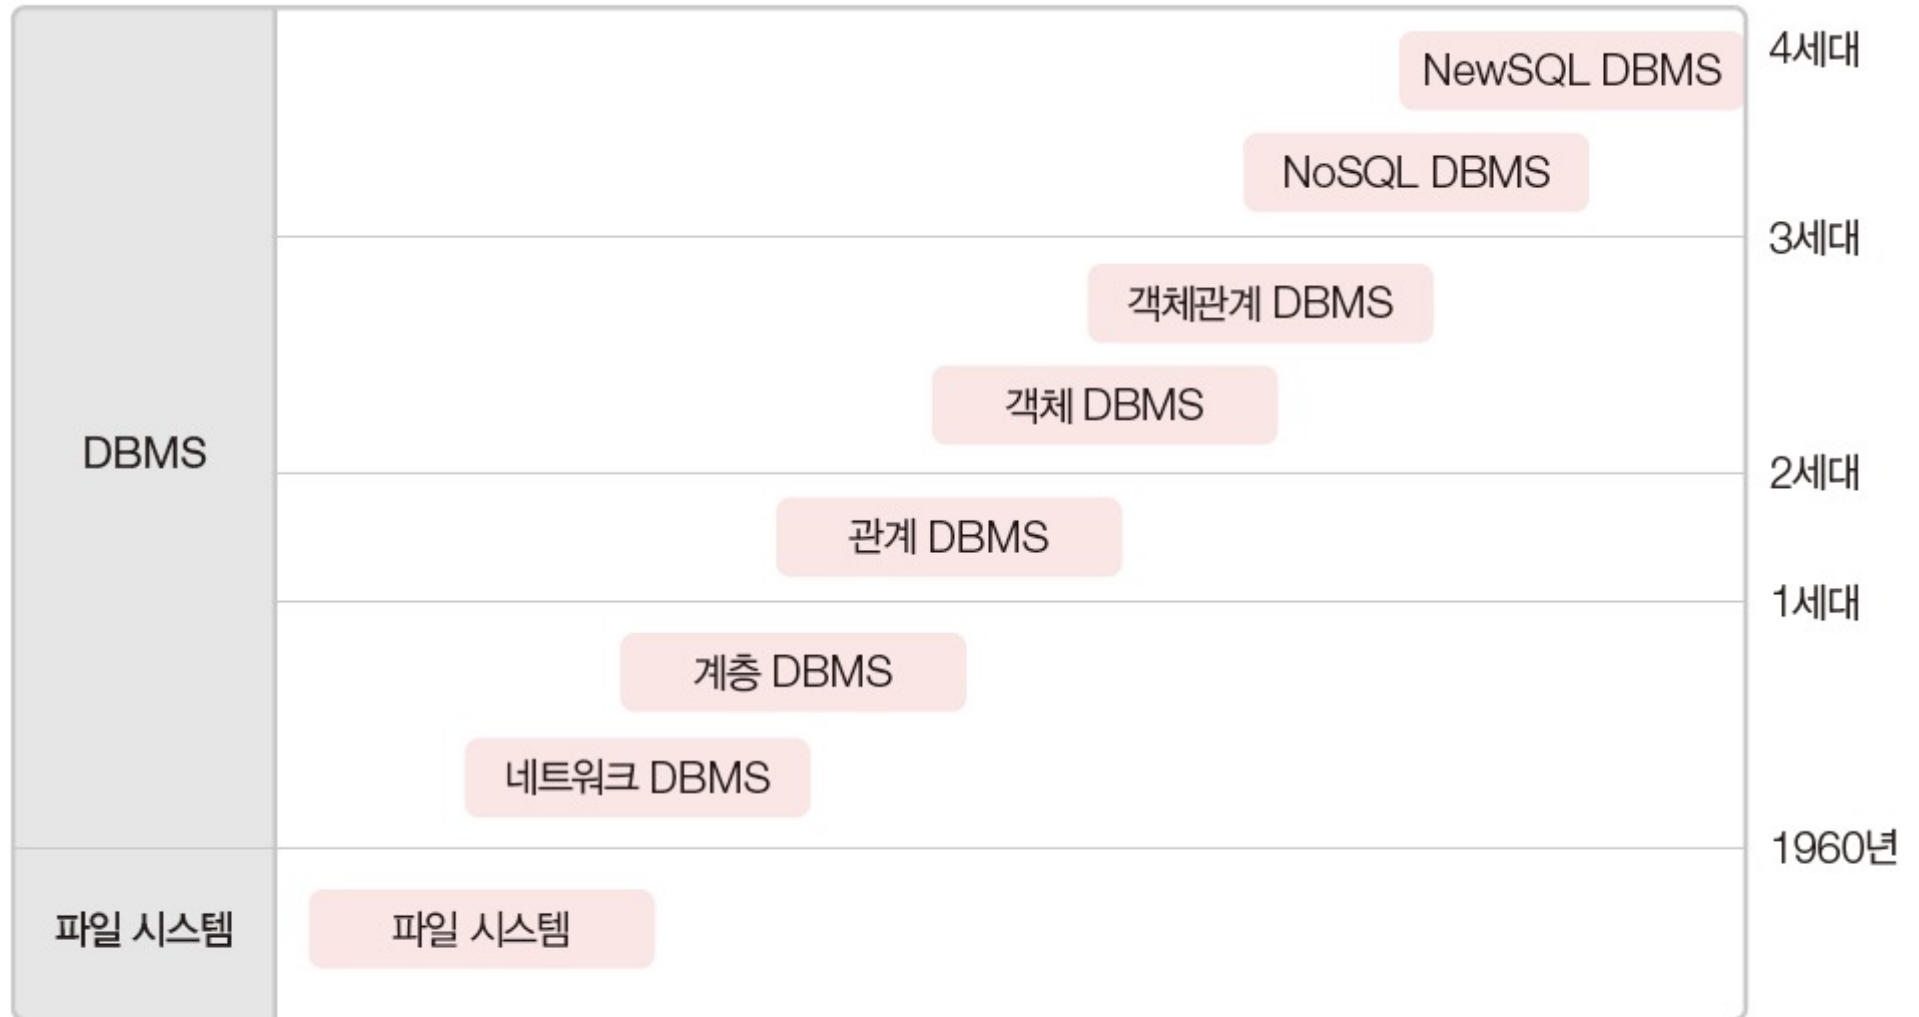 NewSQL DBMS
4세대
NoSQL DBMS
3세대
객체관계 DBMS
객체 DBMS
DBMS
2세대
관계 DBMS
1세대
계층 DBMS
네트워크 DBMS
1960년
파일 시스템
파일 시스템